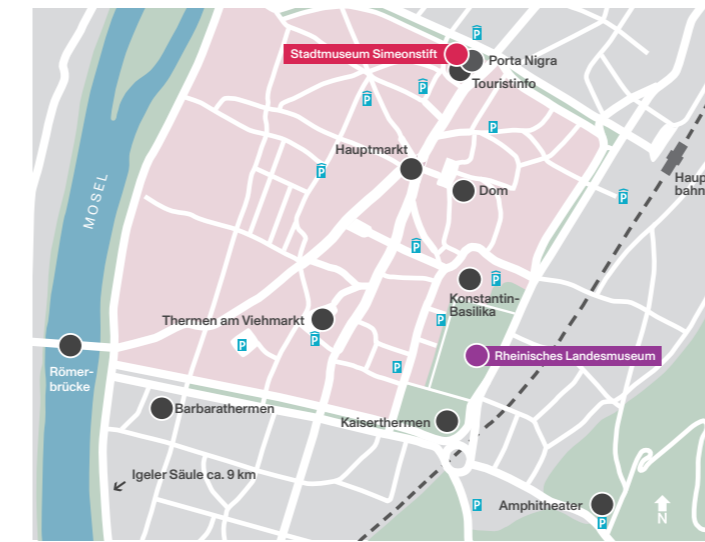 Stadtmuseum Simeonstift
Porta Nigra
Touristinfo
P
P
P
P
Hauptmarkt
P
Dom
Haup
bahn
P
MOSEL
P
P
Konstantin-
Basilika
Thermen am Viehmarkt
P
P
P
Römer-
brücke
Rheinisches Landesmuseum
P
Barbarathermen
Kaiserthermen
Igeler Säule ca. 9 km
P
Amphitheater
N
P